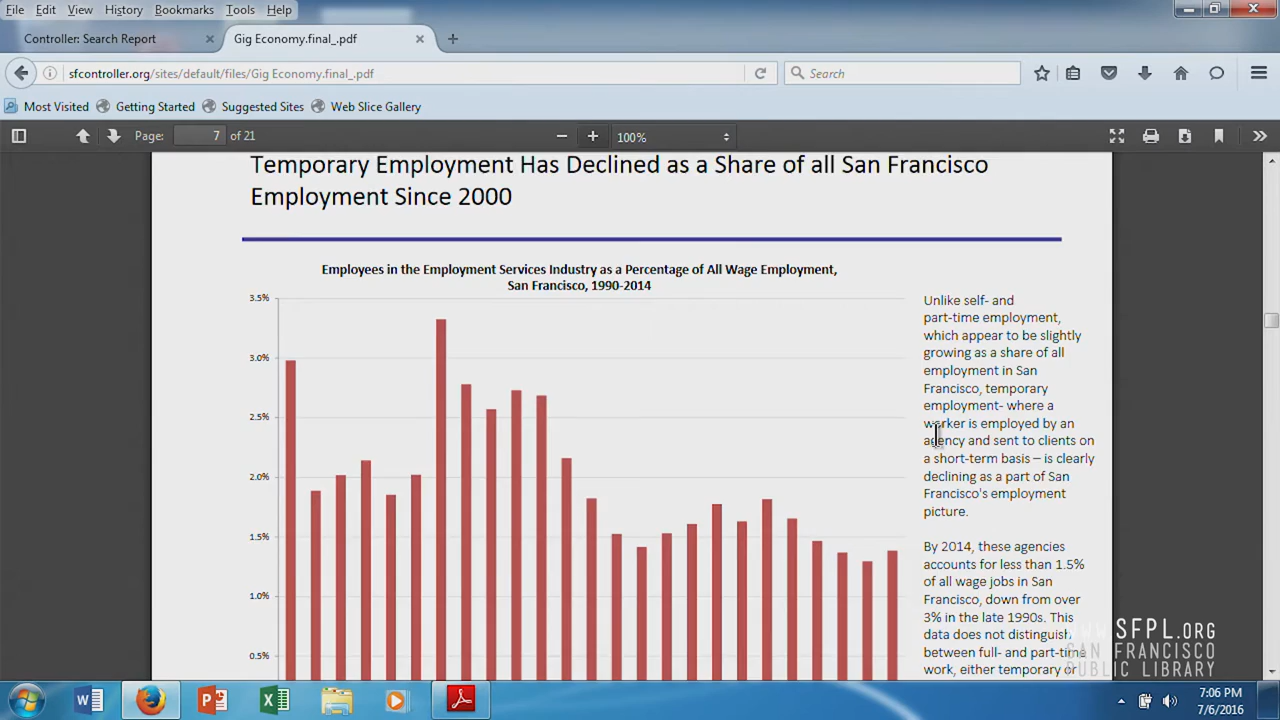 File Edit View History Bookmarks Tools Help
Controller: Search Report × Gig Economy.final_.pdf × +
sfcontroller.org/sites/default/files/Gig Economy.final_.pdf Search
Most Visited Getting Started Suggested Sites Web Slice Gallery
Page: 7 of 21 100%
Temporary Employment Has Declined as a Share of all San Francisco
Employment Since 2000
Employees in the Employment Services Industry as a Percentage of All Wage Employment,
San Francisco, 1990-2014
3.5%
3.0%
2.5%
2.0%
1.5%
1.0%
0.5%
Unlike self- and
part-time employment,
which appear to be slightly
growing as a share of all
employment in San
Francisco, temporary
employment- where a
worker is employed by an
agency and sent to clients on
a short-term basis – is clearly
declining as a part of San
Francisco's employment
picture.
By 2014, these agencies
accounts for less than 1.5%
of all wage jobs in San
Francisco, down from over
3% in the late 1990s. This
data does not distinguish
between full- and part-time
work, either temporary or
WWW.SFPL.ORG
SAN FRANCISCO
PUBLIC LIBRARY
7:06 PM
7/6/2016